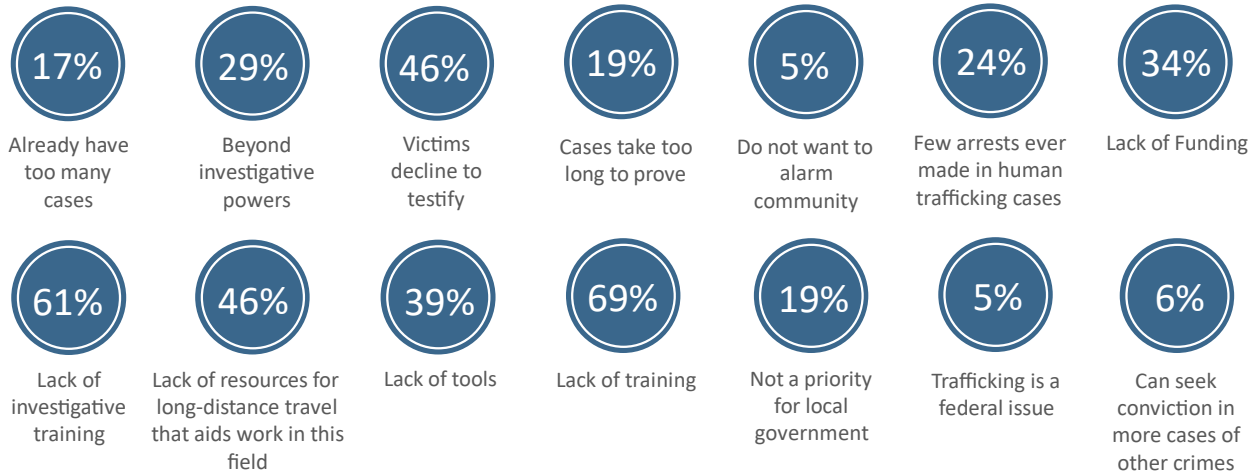 17%
29%
46%
19%
5%
24%
34%
Already have
too many
cases
Beyond
investigative
powers
Victims
decline to
testify
Cases take too
long to prove
Do not want to
alarm
community
Few arrests ever
made in human
trafficking cases
Lack of Funding
61%
46%
39%
69%
19%
5%
6%
Lack of
investigative
training
Lack of resources for
long-distance travel
that aids work in this
field
Lack of tools
Lack of training
Not a priority
for local
government
Trafficking is a
federal issue
Can seek
conviction in
more cases of
other crimes